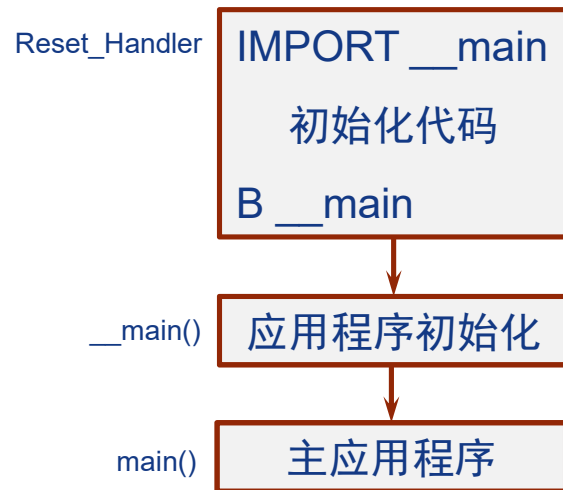 Reset_Handler
IMPORT __main
初始化代码
B __main
__main()
应用程序初始化
main()
主应用程序